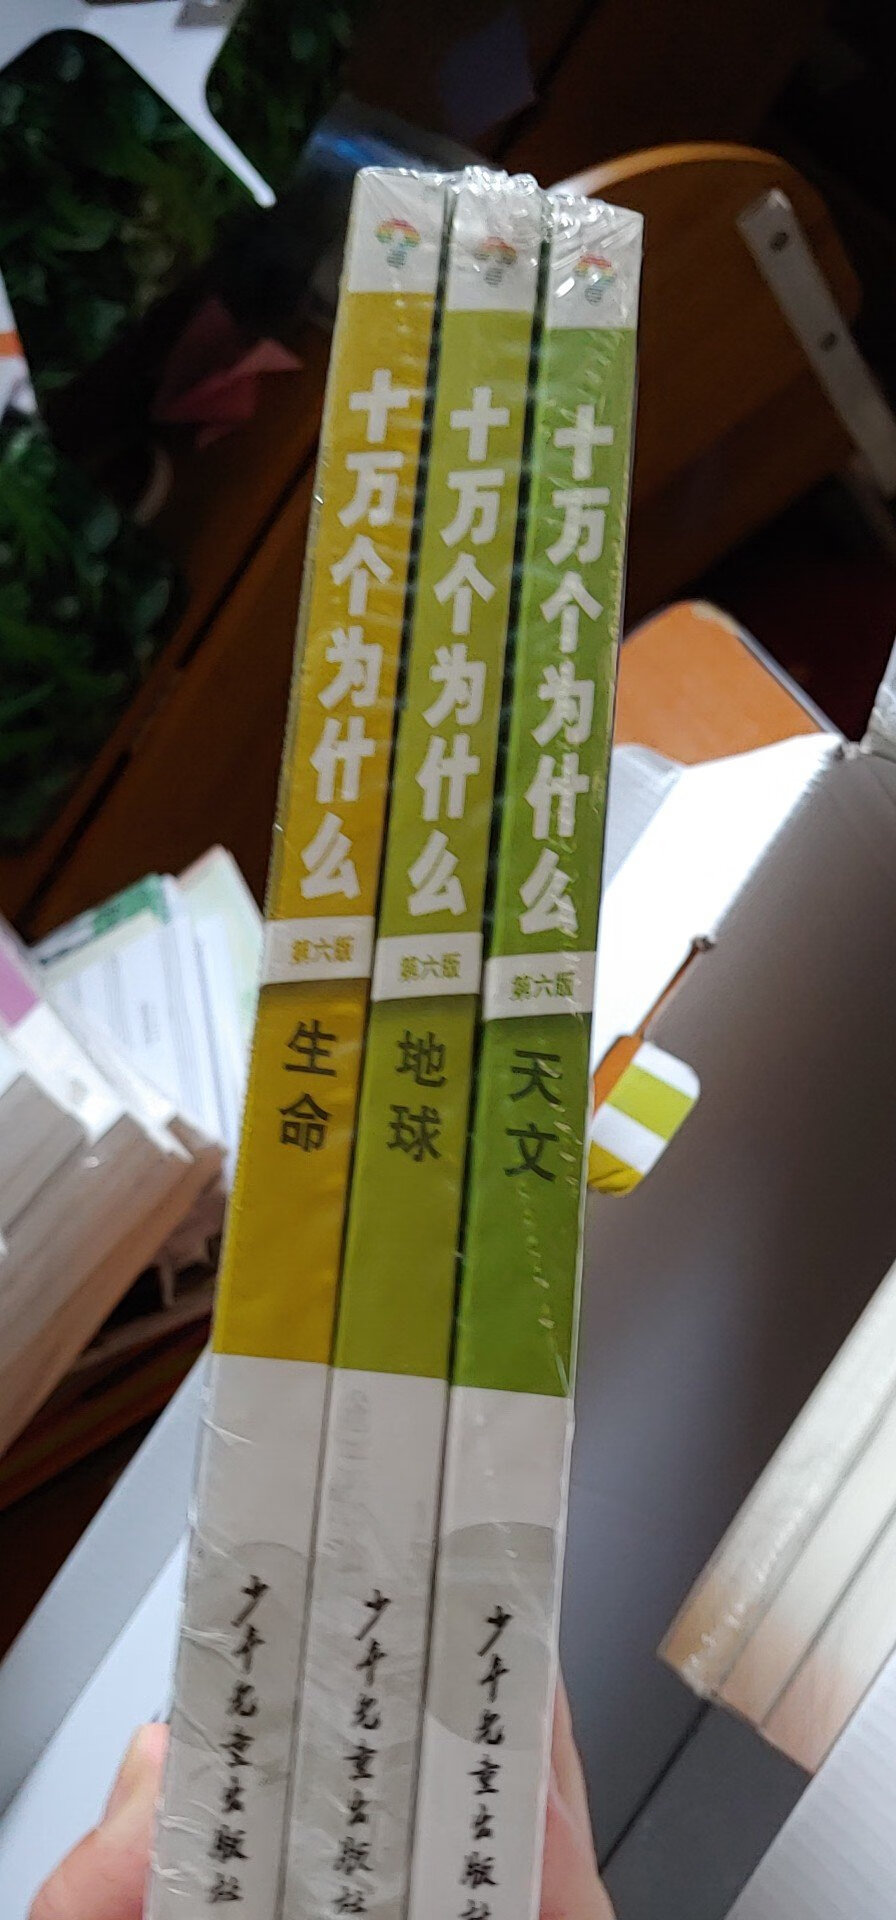 十万个为什么
第六版
生命
少年儿童出版社
十万个为什么
第六版
地球
少年儿童出版社
十万个为什么
第六版
天文
少年儿童出版社